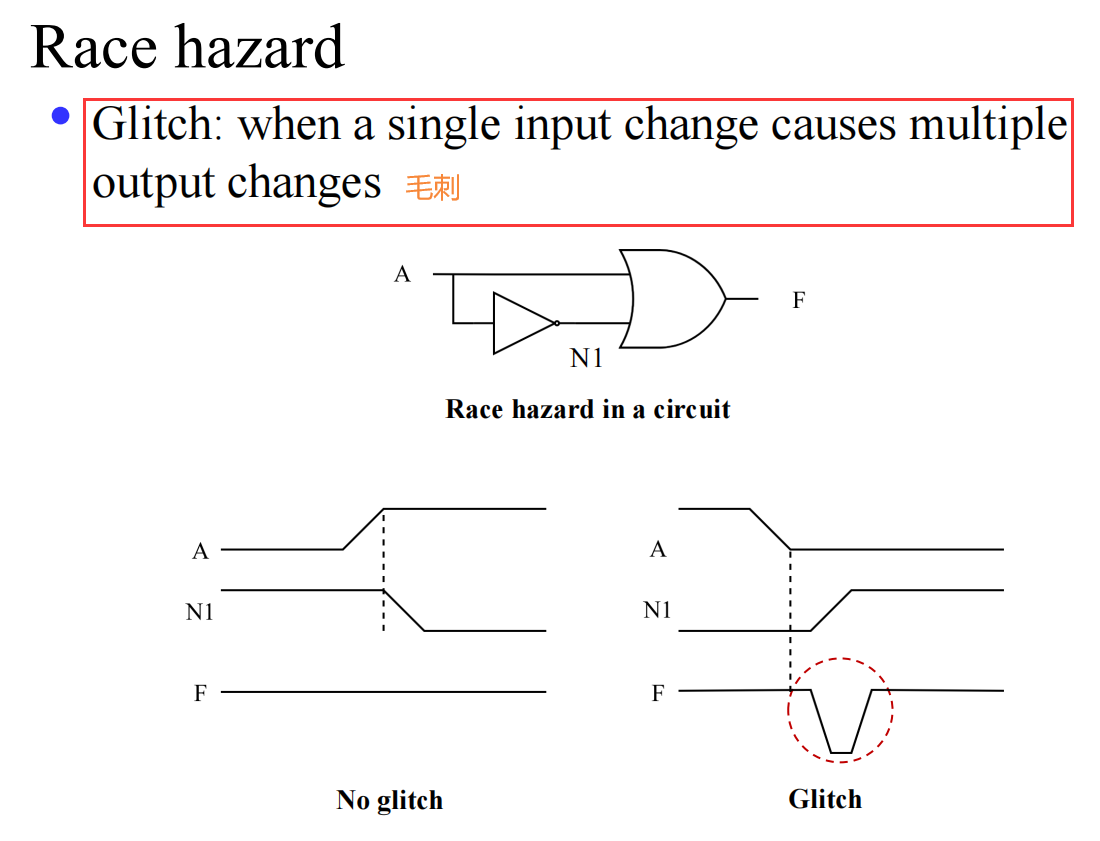 Race hazard
Glitch: when a single input change causes multiple
output changes 毛刺
A
F
N1
Race hazard in a circuit
A
N1
F
No glitch
A
N1
F
Glitch